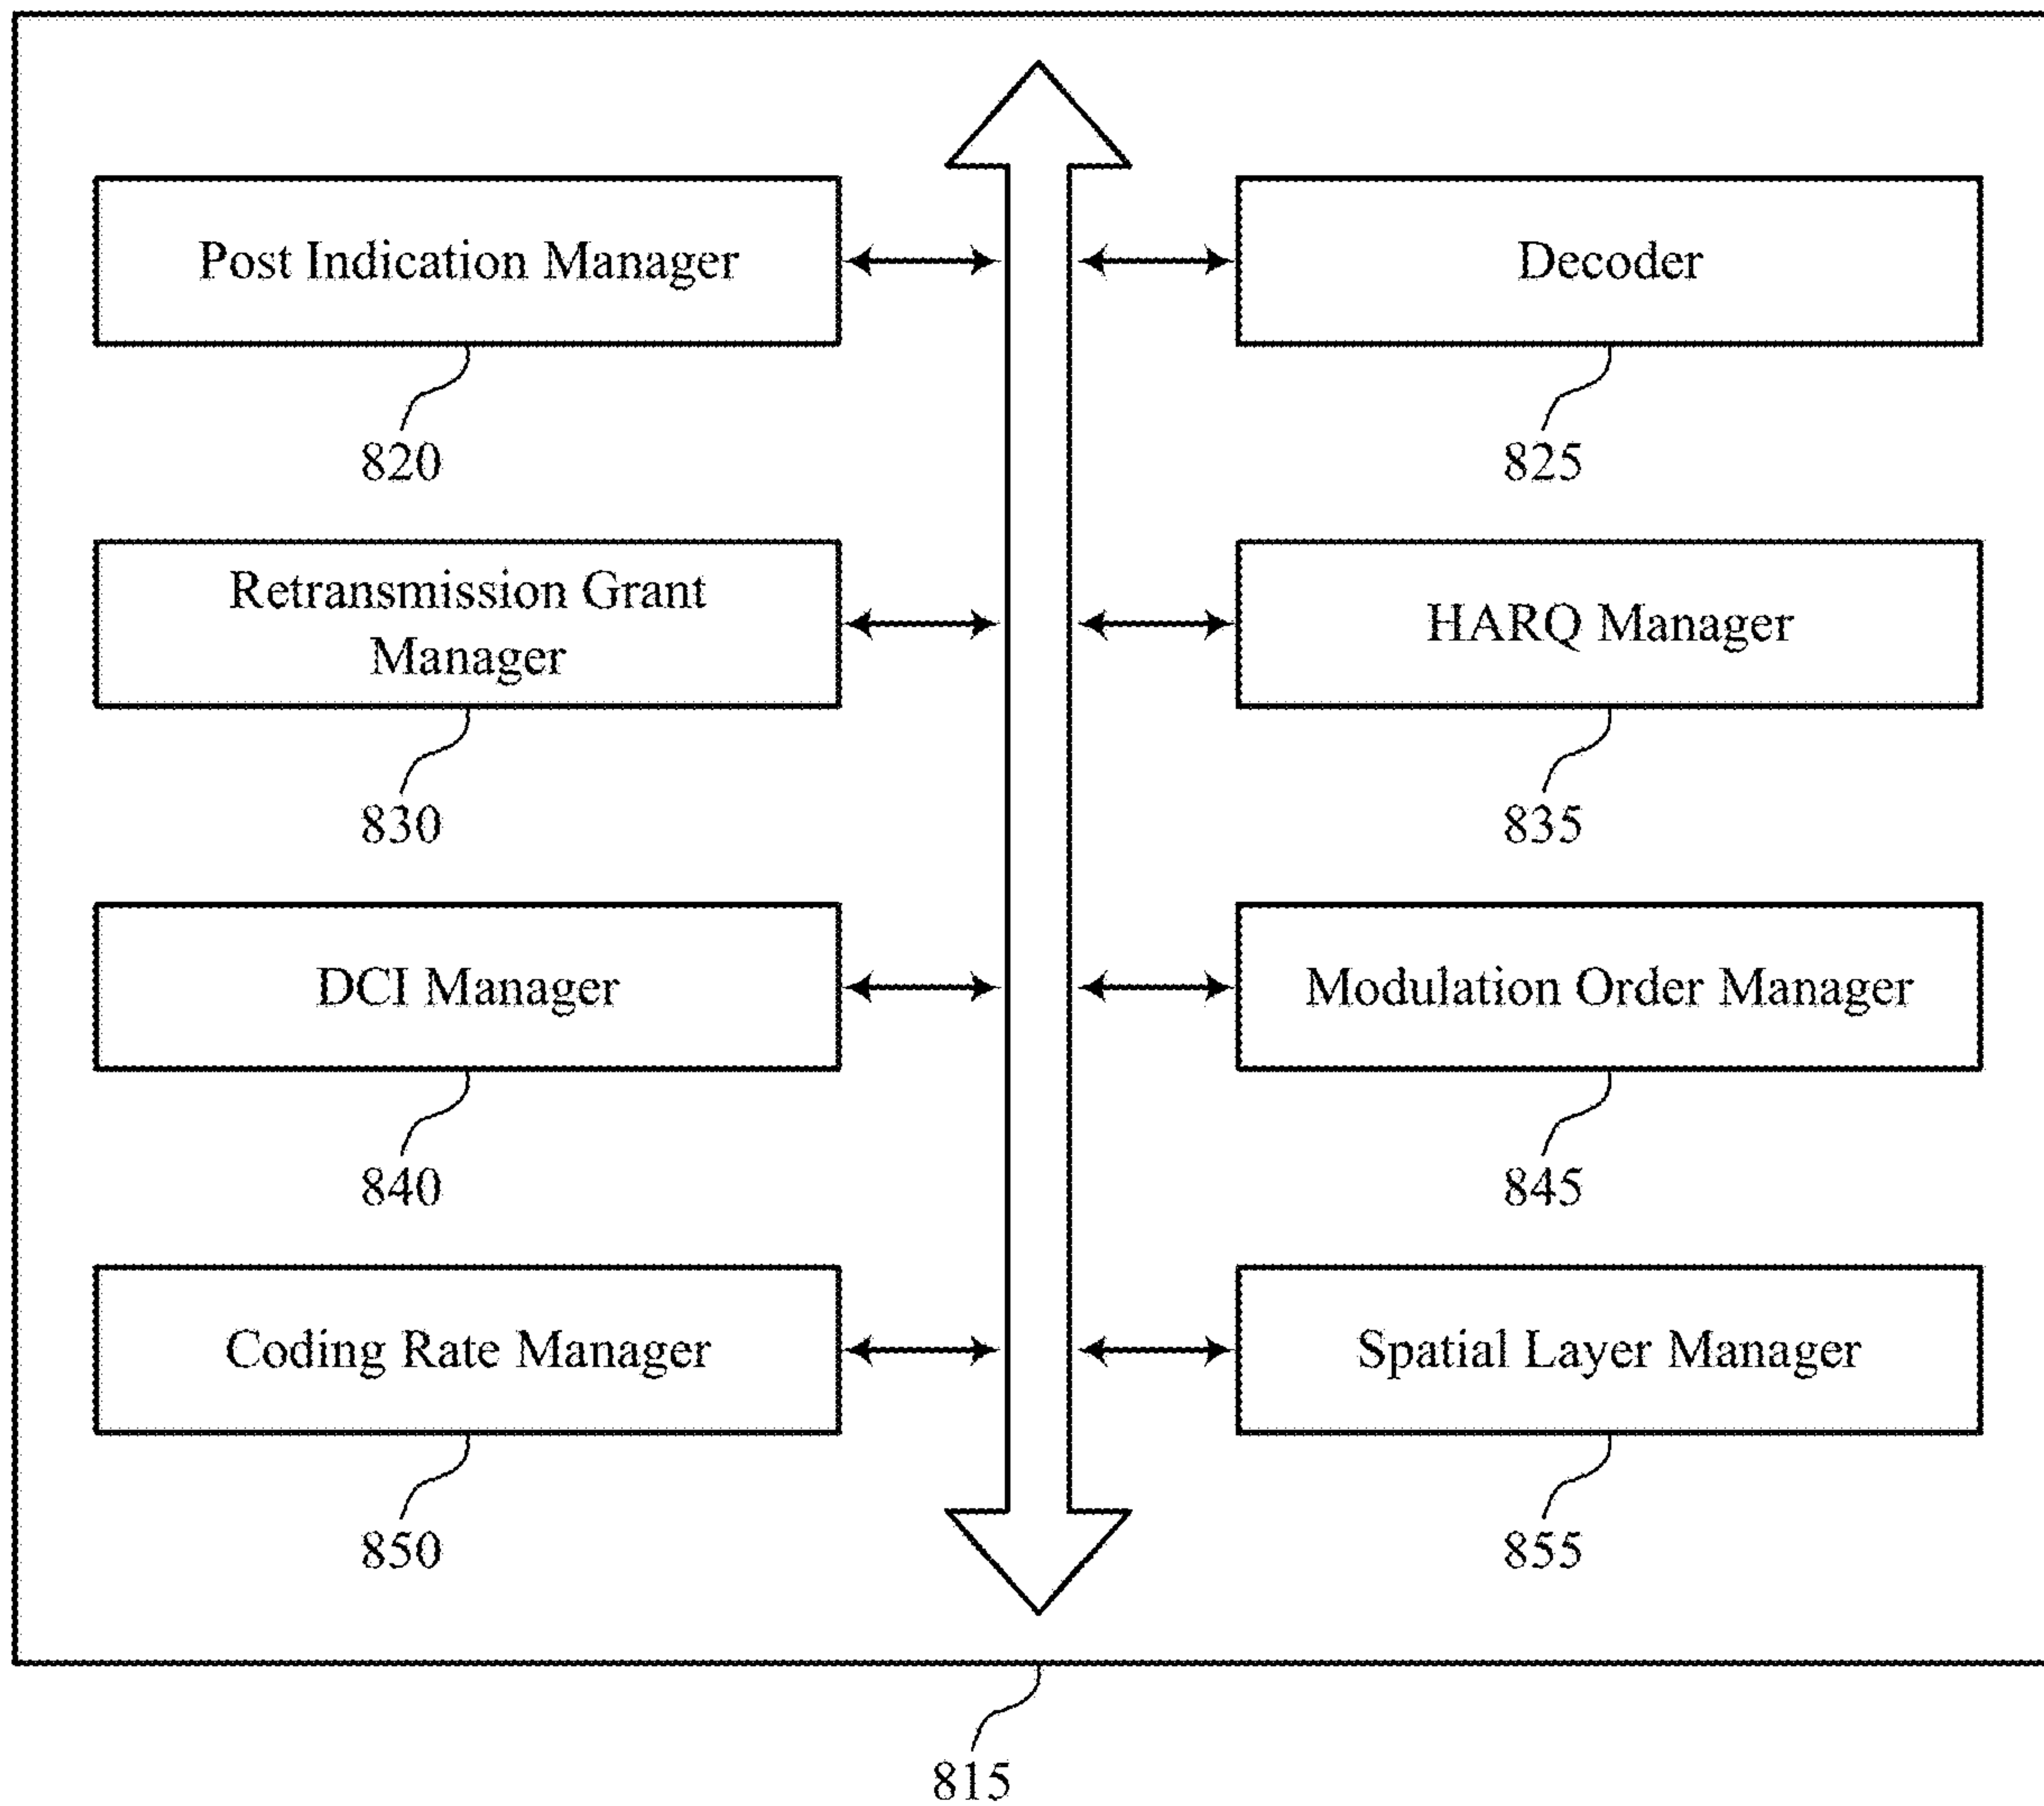 Post Indication Manager
Decoder
820
825
Retransmission Grant
Manager
HARQ Manager
830
835
DCI Manager
Modulation Order Manager
840
845
Coding Rate Manager
Spatial Layer Manager
850
855
815